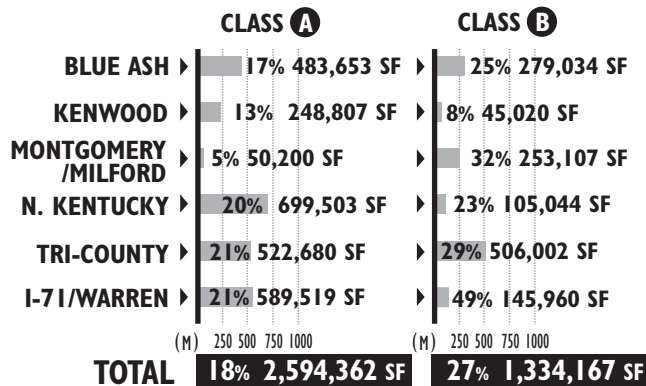 CLASS A CLASS B
BLUE ASH 17% 483,653 SF 25% 279,034 SF
KENWOOD 13% 248,807 SF 8% 45,020 SF
MONTGOMERY
/MILFORD 5% 50,200 SF 32% 253,107 SF
N. KENTUCKY 20% 699,503 SF 23% 105,044 SF
TRI-COUNTY 21% 522,680 SF 29% 506,002 SF
I-71/WARREN 21% 589,519 SF 49% 145,960 SF
(M) 250 500 750 1000 (M) 250 500 750 1000
TOTAL 18% 2,594,362 SF 27% 1,334,167 SF